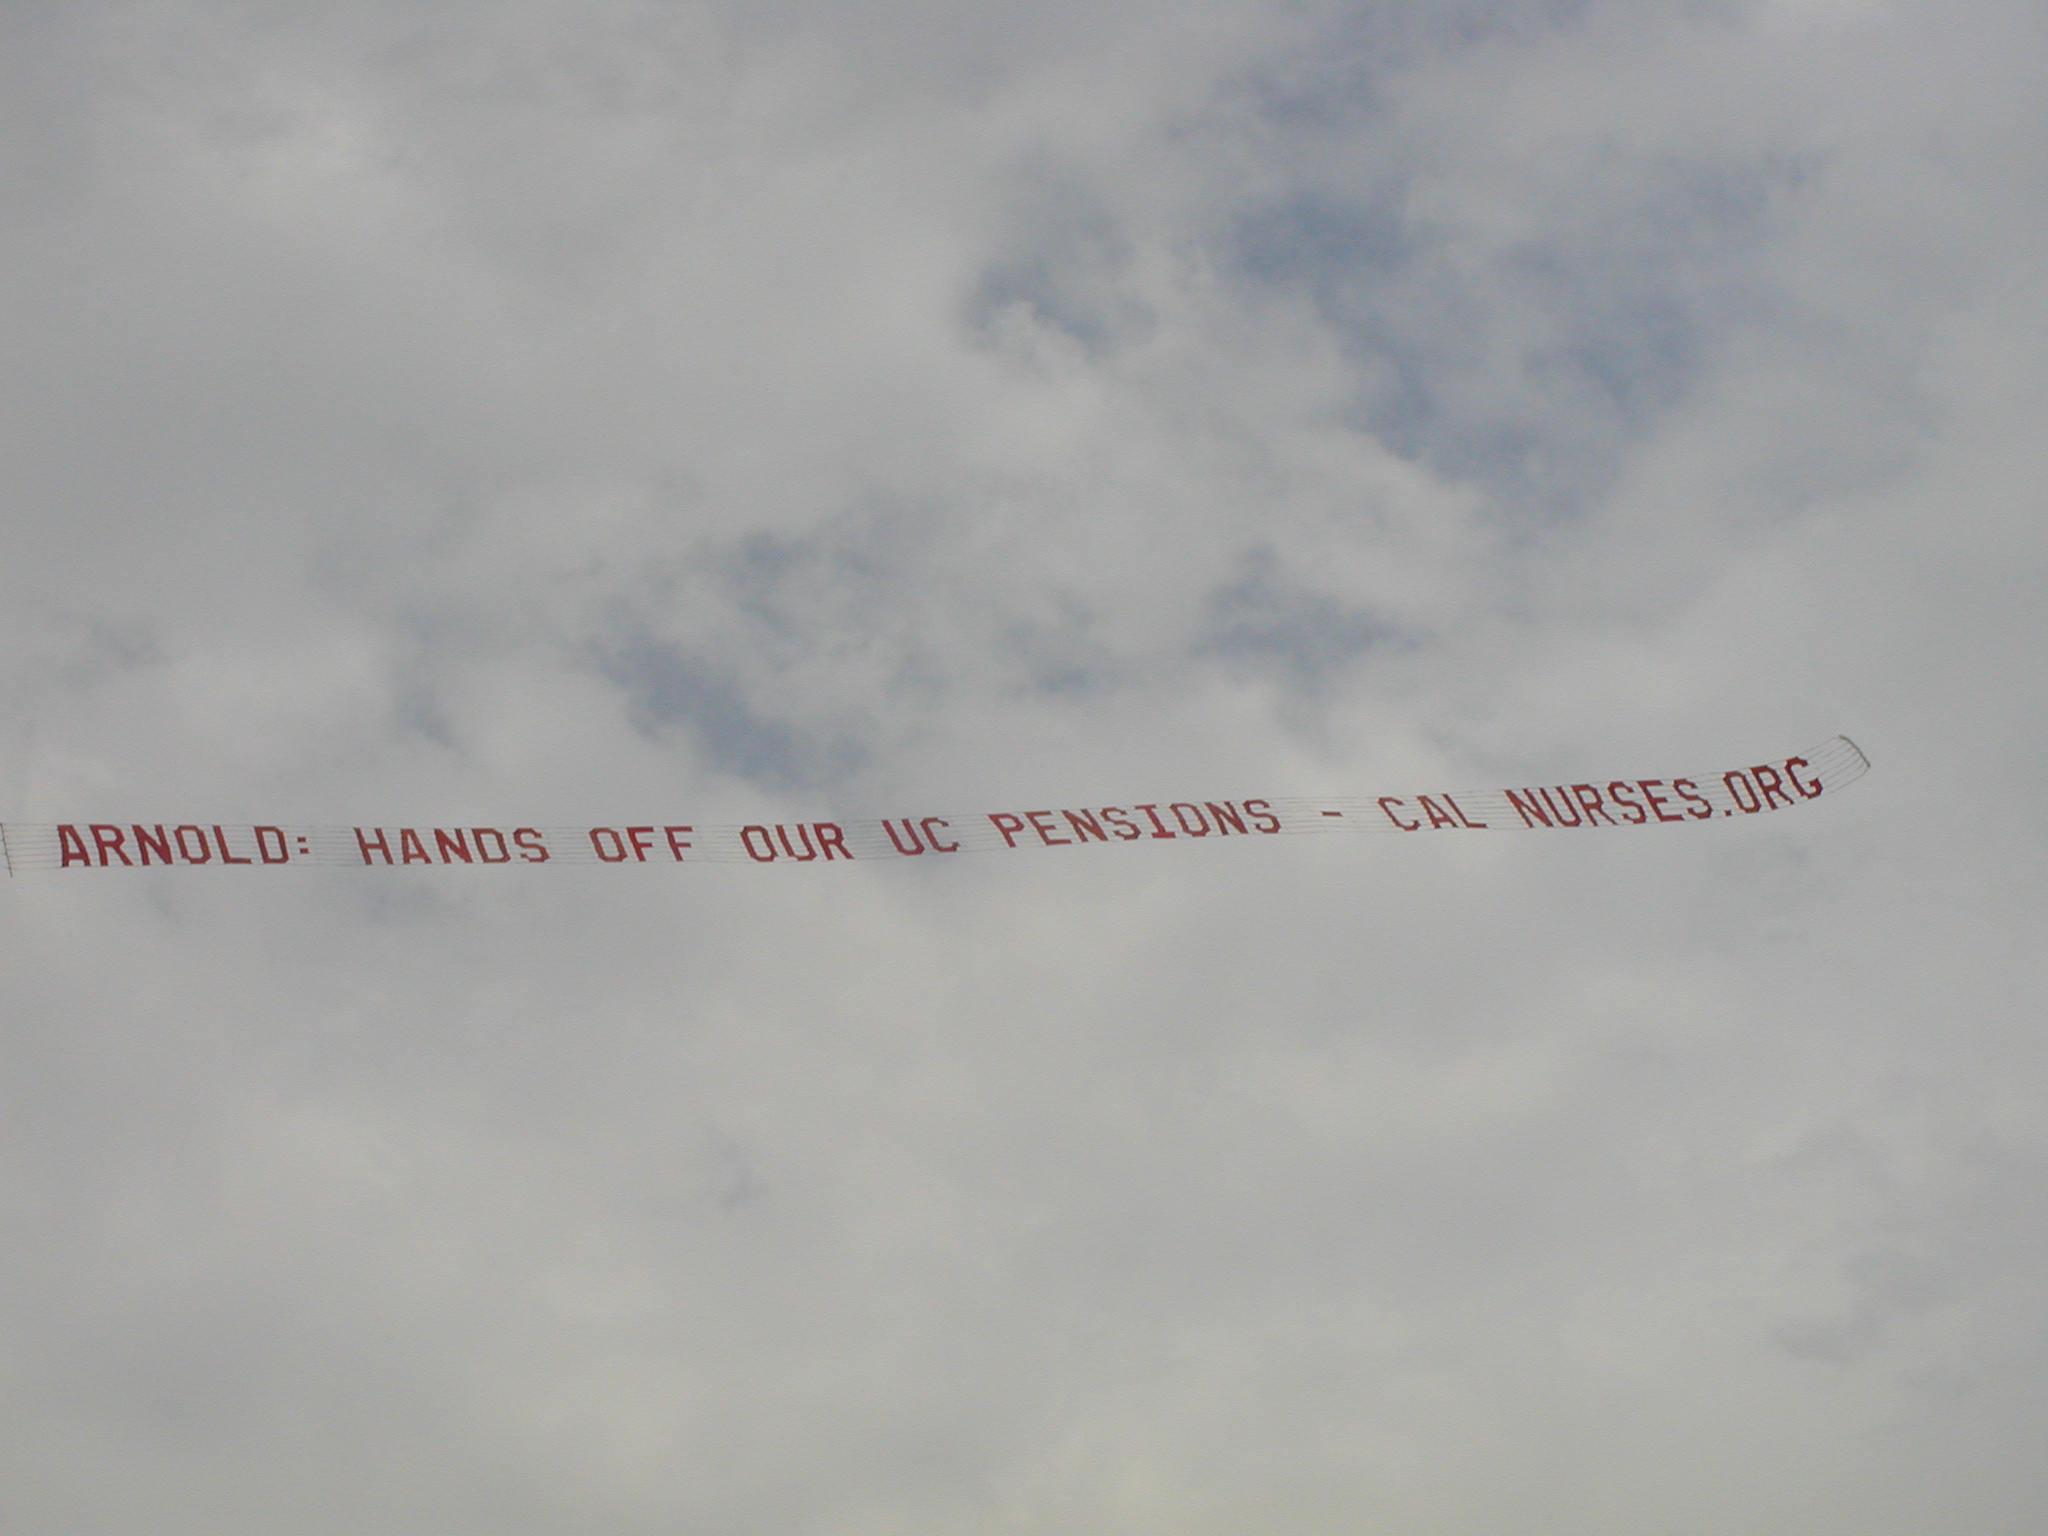 ARNOLD: HANDS OFF OUR UC PENSIONS - CAL NURSES.ORG